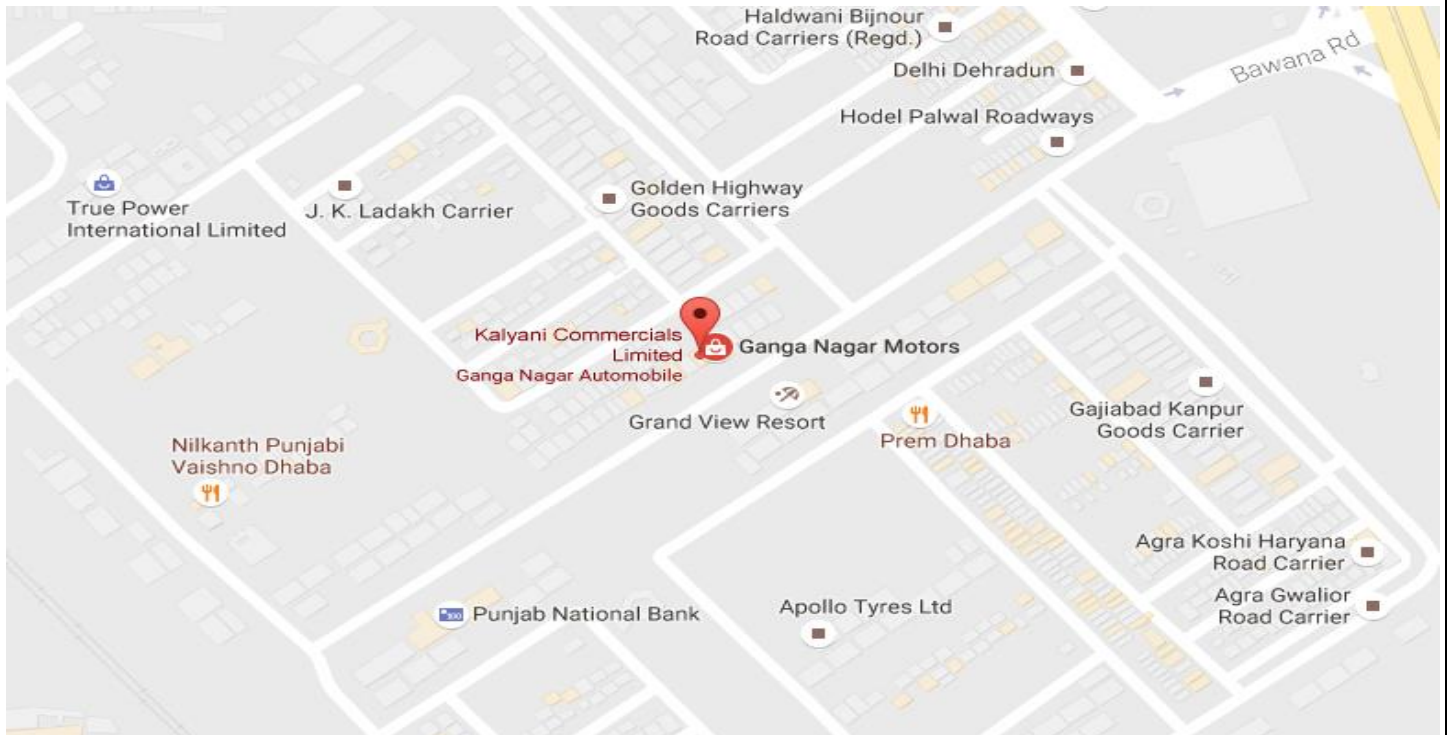 Haldwani Bijnour
Road Carriers (Regd.)
Bawana Rd
Delhi Dehradun
Hodel Palwal Roadways
True Power
International Limited
J. K. Ladakh Carrier
Golden Highway
Goods Carriers
Kalyani Commercials
Limited
Ganga Nagar Automobile
Ganga Nagar Motors
Grand View Resort
Prem Dhaba
Gajiabad Kanpur
Goods Carrier
Nilkanth Punjabi
Vaishno Dhaba
Agra Koshi Haryana
Road Carrier
Agra Gwalior
Road Carrier
Punjab National Bank
Apollo Tyres Ltd